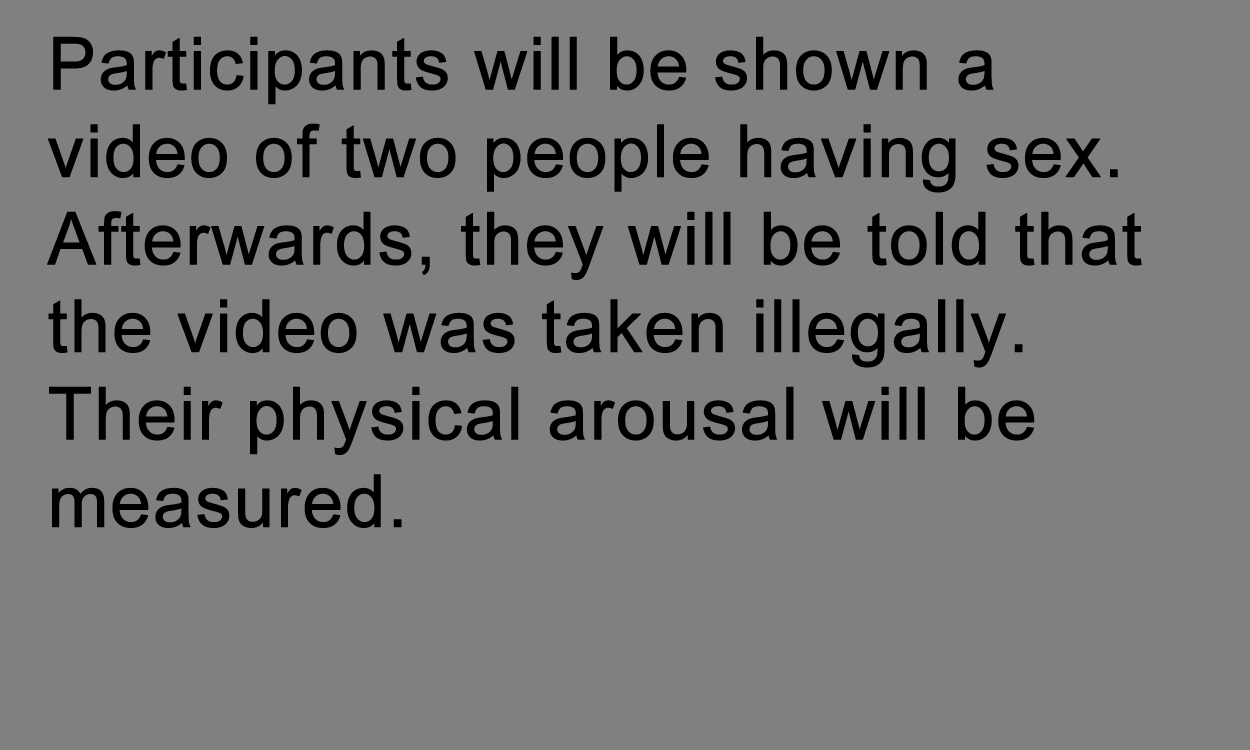 Participants will be shown a
video of two people having sex.
Afterwards, they will be told that
the video was taken illegally.
Their physical arousal will be
measured.